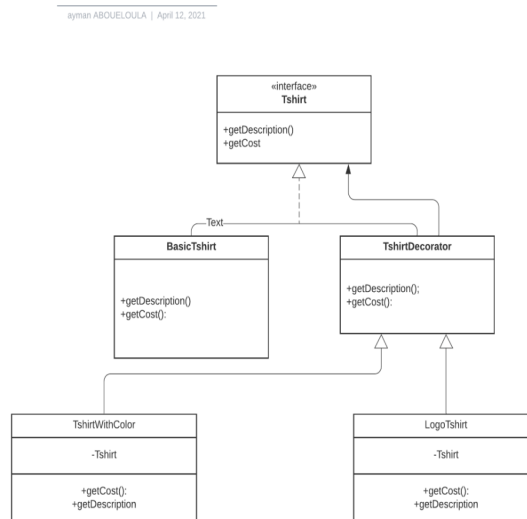 ayman ABOUELOULA | April 12, 2021
«interface»
Tshirt
+getDescription()
+getCost
Text
BasicTshirt
+getDescription()
+getCost():
TshirtDecorator
+getDescription();
+getCost():
TshirtWithColor
-Tshirt
+getCost():
+getDescription
LogoTshirt
-Tshirt
+getCost():
+getDescription